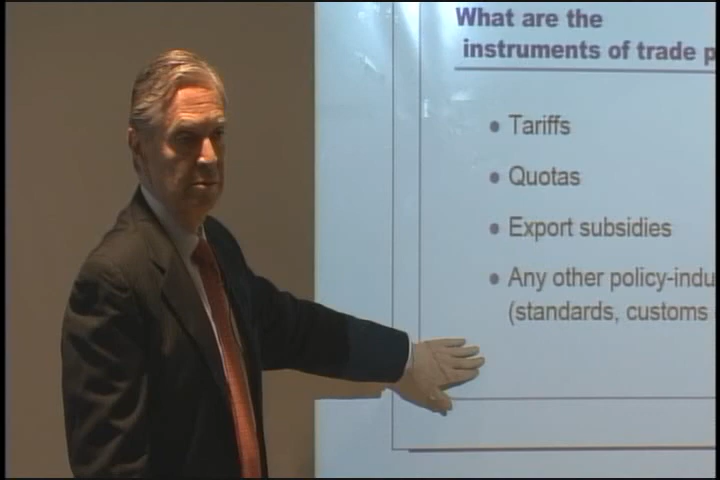 What are the
instruments of trade p
• Tariffs
• Quotas
• Export subsidies
• Any other policy-indu
(standards, customs